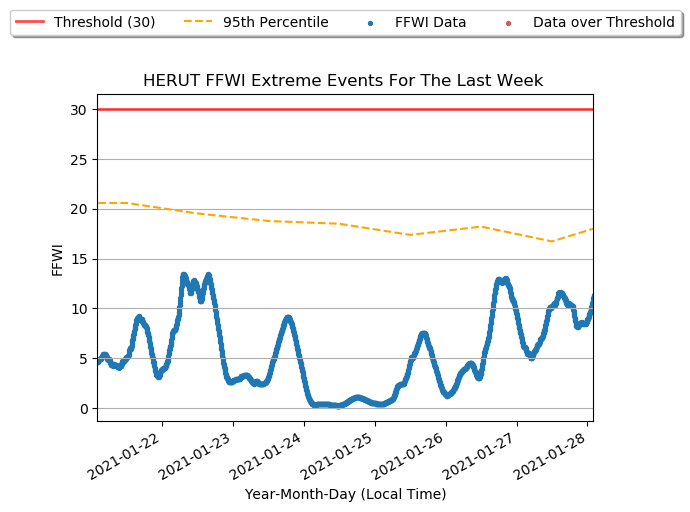 Threshold (30) 95th Percentile FFWI Data Data over Threshold
HERUT FFWI Extreme Events For The Last Week
30
25
20
15
10
5
0
FFWI
2021-01-22 2021-01-23 2021-01-24 2021-01-25 2021-01-26 2021-01-27 2021-01-28
Year-Month-Day (Local Time)